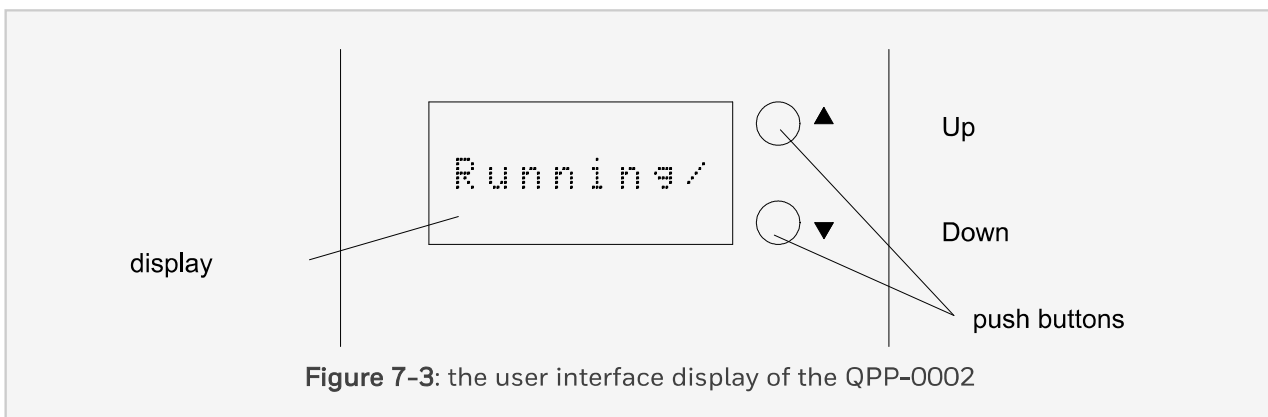 Up
Running/
Down
display
push buttons
Figure 7-3: the user interface display of the QPP-0002